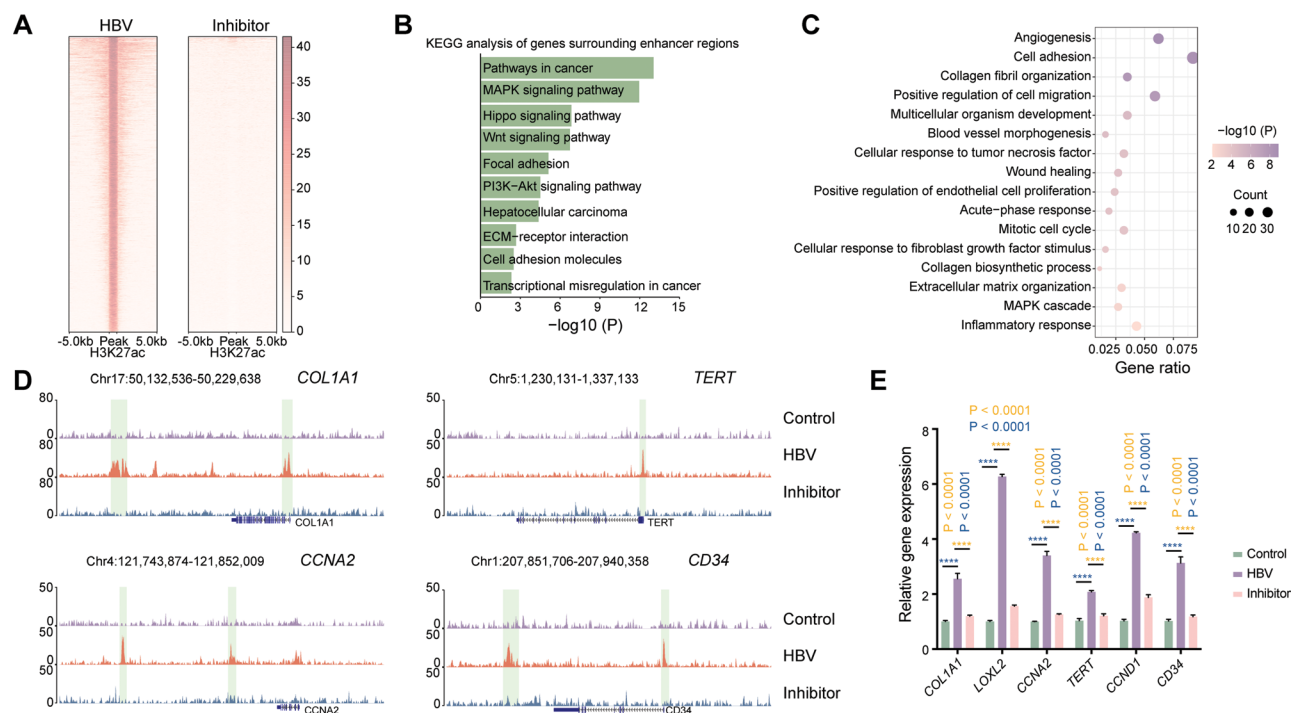 A
HBV
Inhibitor
40
35
30
25
20
15
10
5
0
-5.0kb Peak 5.0kb
H3K27ac
-5.0kb Peak 5.0kb
H3K27ac
B
KEGG analysis of genes surrounding enhancer regions
Pathways in cancer
MAPK signaling pathway
Hippo signaling pathway
Wnt signaling pathway
Focal adhesion
PI3K−Akt signaling pathway
Hepatocellular carcinoma
ECM−receptor interaction
Cell adhesion molecules
Transcriptional misregulation in cancer
0 3 6 9 12 15
−log10 (P)
C
Angiogenesis
Cell adhesion
Collagen fibril organization
Positive regulation of cell migration
Multicellular organism development
Blood vessel morphogenesis
Cellular response to tumor necrosis factor
Wound healing
Positive regulation of endothelial cell proliferation
Acute−phase response
Mitotic cell cycle
Cellular response to fibroblast growth factor stimulus
Collagen biosynthetic process
Extracellular matrix organization
MAPK cascade
Inflammatory response
0.025 0.050 0.075
Gene ratio
−log10 (P)
2 4 6 8
Count
10 20 30
D
Chr17:50,132,536-50,229,638 COL1A1
80
0
80
0
80
0
COL1A1
Chr5:1,230,131-1,337,133 TERT
50
0
50
0
50
0
TERT
Control
HBV
Inhibitor
Chr4:121,743,874-121,852,009 CCNA2
50
0
50
0
50
0
CCNA2
Chr1:207,851,706-207,940,358 CD34
50
0
50
0
50
0
CD34
Control
HBV
Inhibitor
E
Relative gene expression
8
6
4
2
0
P < 0.0001
P < 0.0001
**** ****
P < 0.0001
P < 0.0001
**** ****
P < 0.0001
P < 0.0001
**** ****
P < 0.0001
P < 0.0001
**** ****
P < 0.0001
P < 0.0001
**** ****
P < 0.0001
P < 0.0001
**** ****
COL1A1
LOXL2
CCNA2
TERT
CCND1
CD34
Control
HBV
Inhibitor